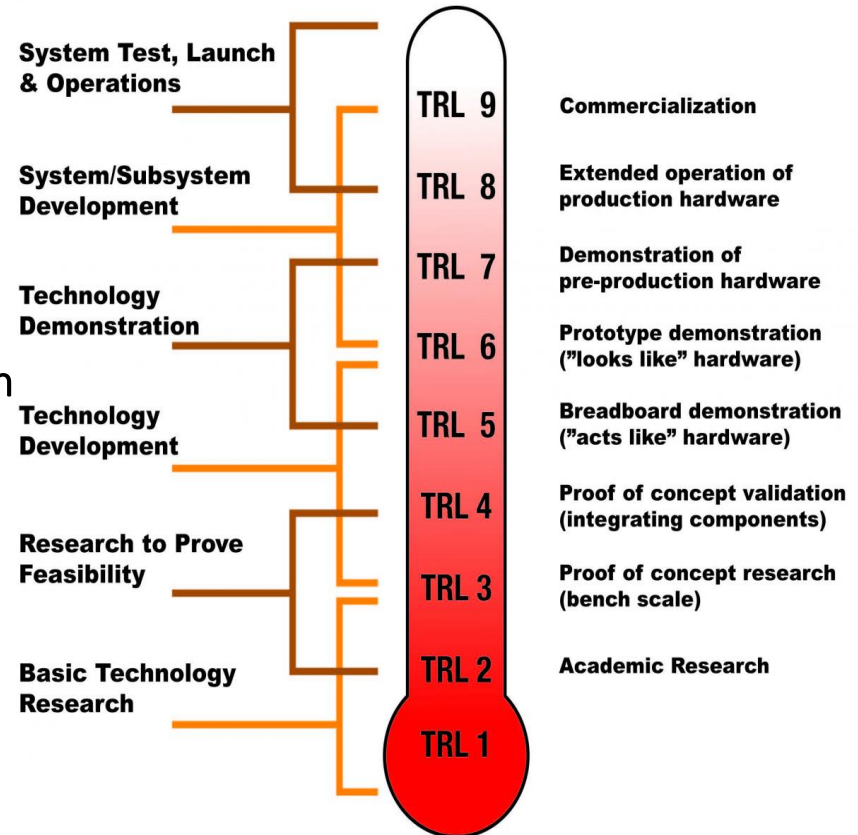 System Test, Launch
& Operations
System/Subsystem
Development
Technology
Demonstration
n
Technology
Development
Research to Prove
Feasibility
Basic Technology
Research
TRL 9
TRL 8
TRL 7
TRL 6
TRL 5
TRL 4
TRL 3
TRL 2
TRL 1
Commercialization
Extended operation of
production hardware
Demonstration of
pre-production hardware
Prototype demonstration
(”looks like” hardware)
Breadboard demonstration
(”acts like” hardware)
Proof of concept validation
(integrating components)
Proof of concept research
(bench scale)
Academic Research